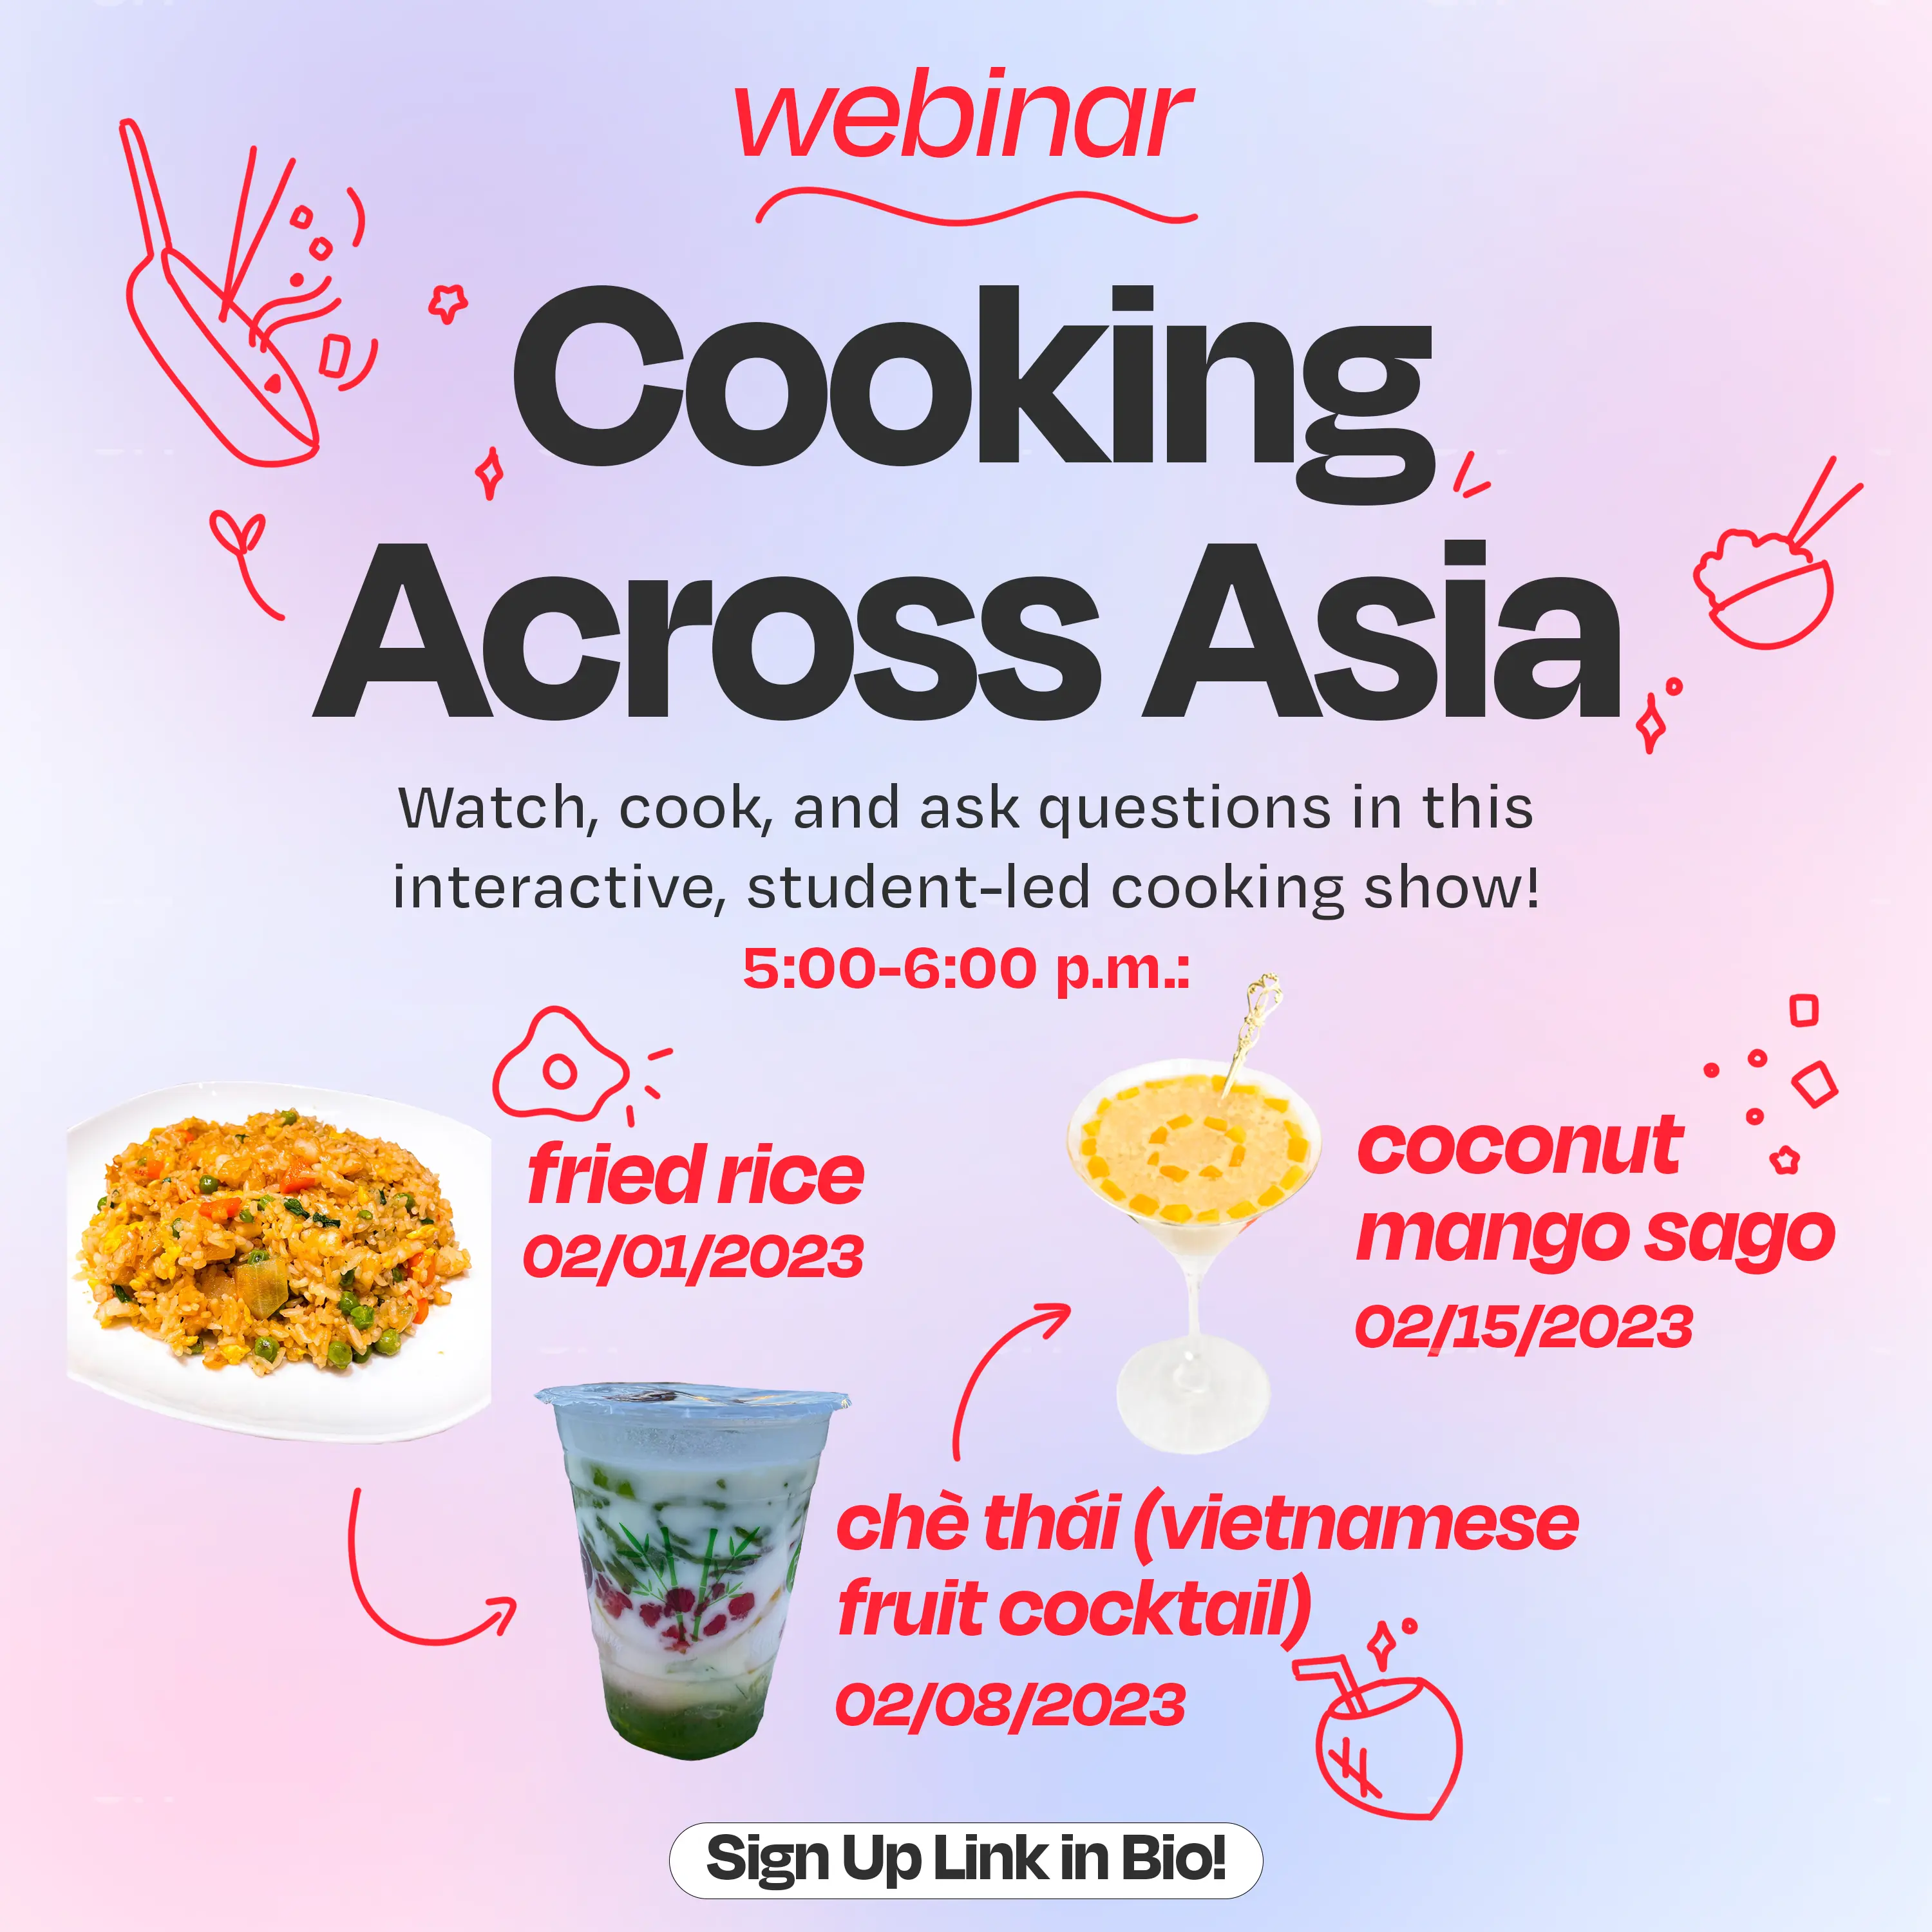 webinar
Cooking
Across Asia
Watch, cook, and ask questions in this
interactive, student-led cooking show!
5:00-6:00 p.m.:
fried rice
02/01/2023
chè thái (vietnamese
fruit cocktail)
02/08/2023
coconut
mango sago
02/15/2023
Sign Up Link in Bio!